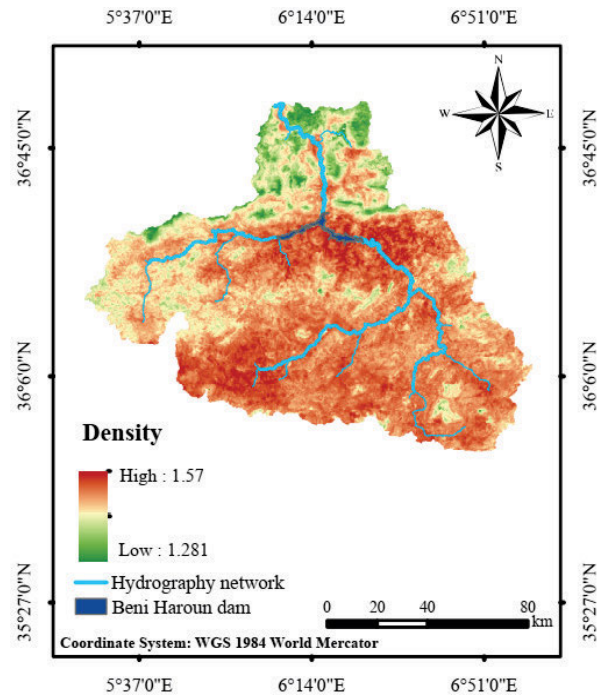 5°37'0"E 6°14'0"E 6°51'0"E
N
W E
S
36°45'0"N 36°45'0"N
36°6'0"N 36°6'0"N
35°27'0"N 35°27'0"N
Density
High : 1.57
Low : 1.281
Hydrography network
Beni Haroun dam
0 20 40 80
km
Coordinate System: WGS 1984 World Mercator
5°37'0"E 6°14'0"E 6°51'0"E